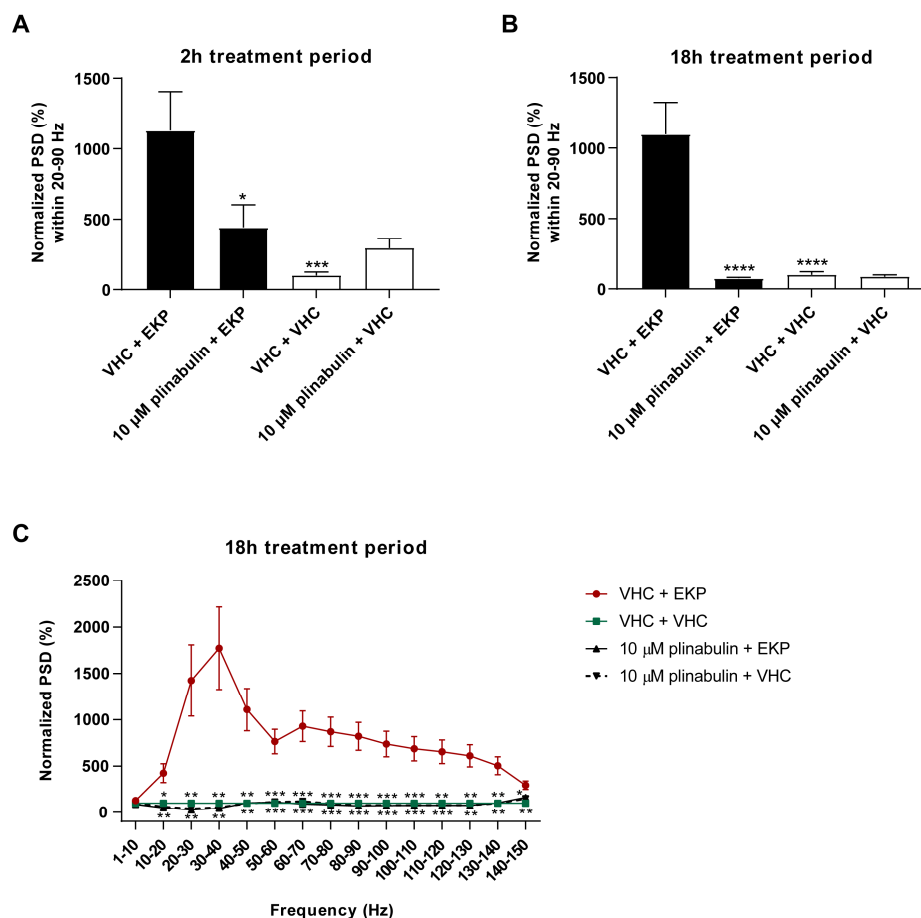 A
2h treatment period
Normalized PSD (%)
within 20-90 Hz
1500
1000
500
0
*
***
VHC + EKP
10 µM plinabulin + EKP
VHC + VHC
10 µM plinabulin + VHC
B
18h treatment period
Normalized PSD (%)
within 20-90 Hz
1500
1000
500
0
****
****
VHC + EKP
10 µM plinabulin + EKP
VHC + VHC
10 µM plinabulin + VHC
C
18h treatment period
Normalized PSD (%)
2500
2000
1500
1000
500
0
* ** ** ** *** *** *** *** *** *** ** ** ** *
** ** ** ** *** *** *** *** *** *** *** ** ** **
1-10
10-20
20-30
30-40
40-50
50-60
60-70
70-80
80-90
90-100
100-110
110-120
120-130
130-140
140-150
Frequency (Hz)
VHC + EKP
VHC + VHC
10 µM plinabulin + EKP
10 µM plinabulin + VHC